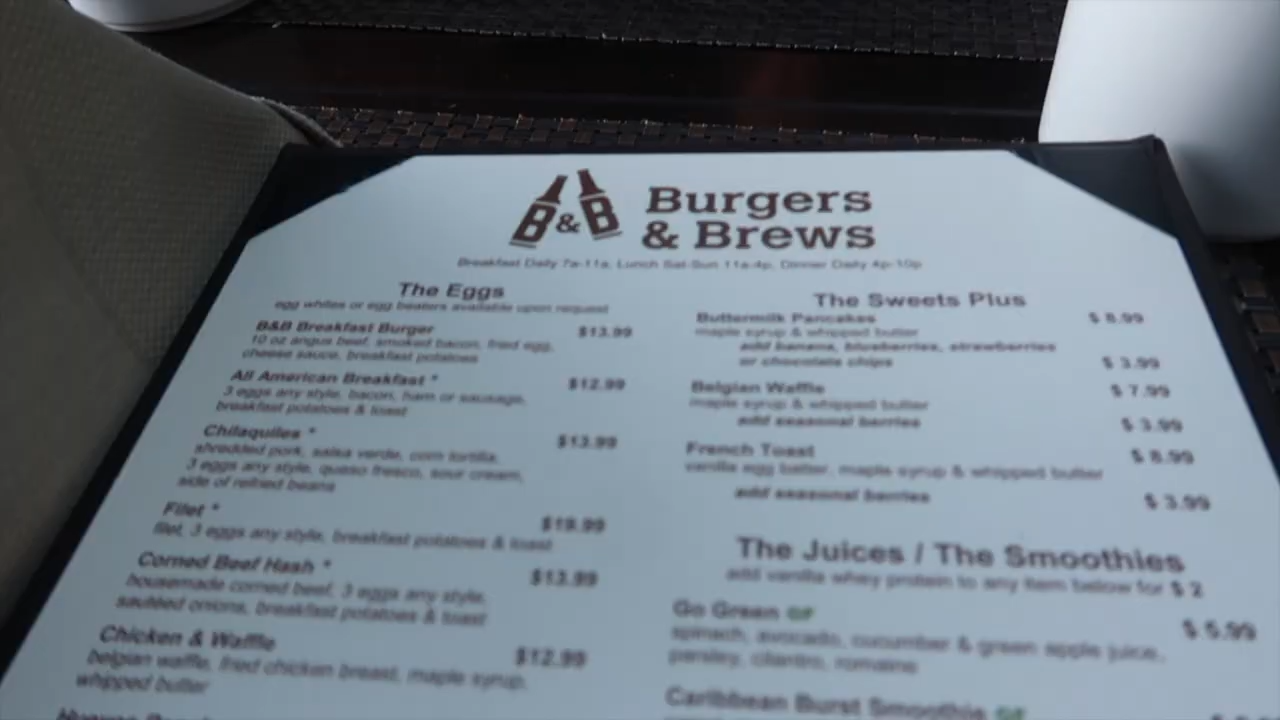 B&B Burgers
& Brews
Breakfast Daily 7a-11a, Lunch Sat-Sun 11a-4p, Dinner Daily 4p-10p
The Eggs
egg whites or egg beaters available upon request
B&B Breakfast Burger $13.99
10 oz angus beef, smoked bacon, fried egg,
cheese sauce, breakfast potatoes
All American Breakfast * $12.99
3 eggs any style, bacon, ham or sausage,
breakfast potatoes & toast
Chilaquiles * $13.99
shredded pork, salsa verde, corn tortilla,
3 eggs any style, queso fresco, sour cream,
side of refried beans
Filet * $19.99
filet, 3 eggs any style, breakfast potatoes & toast
Corned Beef Hash * $13.99
housemade corned beef, 3 eggs any style,
sautéed onions, breakfast potatoes & toast
Chicken & Waffle $12.99
belgian waffle, fried chicken breast, maple syrup,
whipped butter
The Sweets Plus
Buttermilk Pancakes $ 8.99
maple syrup & whipped butter
add banana, blueberries, strawberries
or chocolate chips $ 3.99
Belgian Waffle $ 7.99
maple syrup & whipped butter
add seasonal berries $ 3.99
French Toast $ 8.99
vanilla egg batter, maple syrup & whipped butter
add seasonal berries $ 3.99
The Juices / The Smoothies
add vanilla whey protein to any item below for $ 2
Go Green GF $ 5.99
spinach, avocado, cucumber & green apple juice,
parsley, cilantro, romaine
Caribbean Burst Smoothie GF